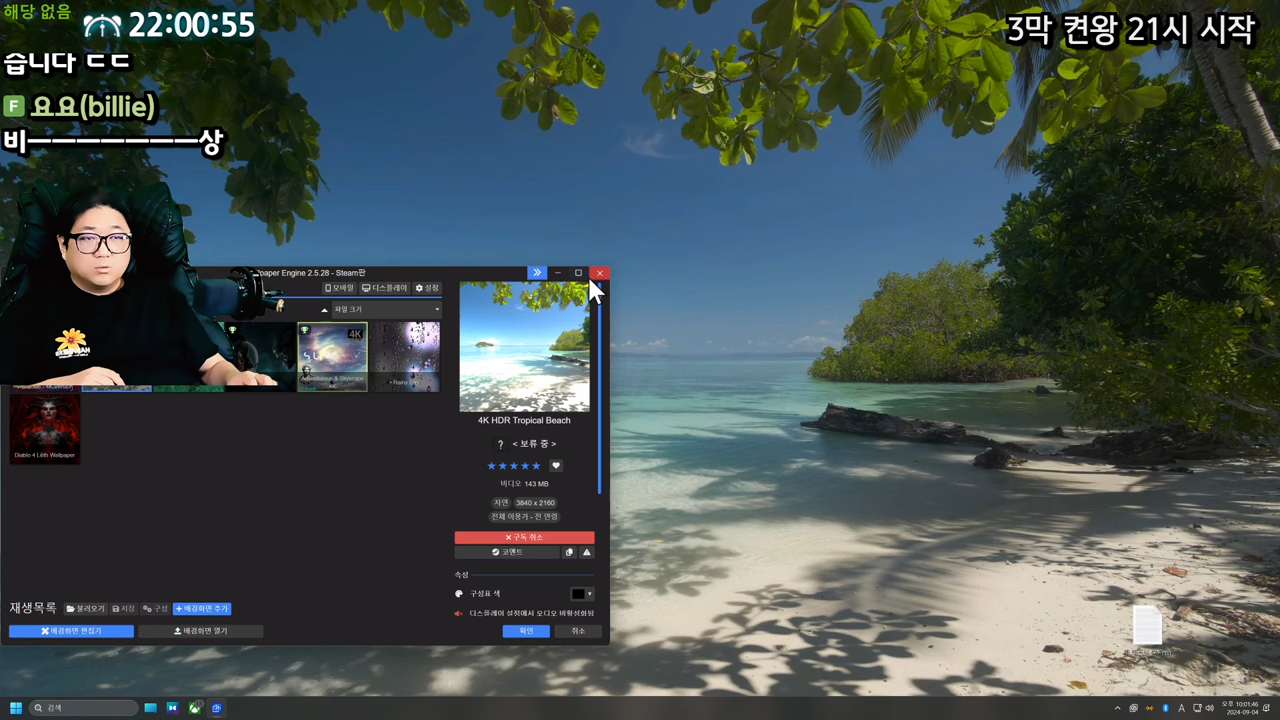 해당 없음
22:00:55
3막 켠왕 21시 시작
습니다 ㄷㄷ
F 요요(billie)
비────────상
paper Engine 2.5.28 - Steam판
모바일 디스플레이 설정
파일 크기
4K
Adventurous & Skyscape
Rainy Day
Diablo 4 Lilith Wallpaper
4K HDR Tropical Beach
? < 보류 중 >
비디오 143 MB
자연 3840 x 2160
전체 이용가 - 전 연령
구독 취소
코멘트
속성
구성표 색
디스플레이 설정에서 오디오 비활성화됨
재생목록 불러오기 저장 구성 배경화면 추가
배경화면 편집기 배경화면 열기
확인 취소
검색
A
오후 10:01:46
2024-09-04